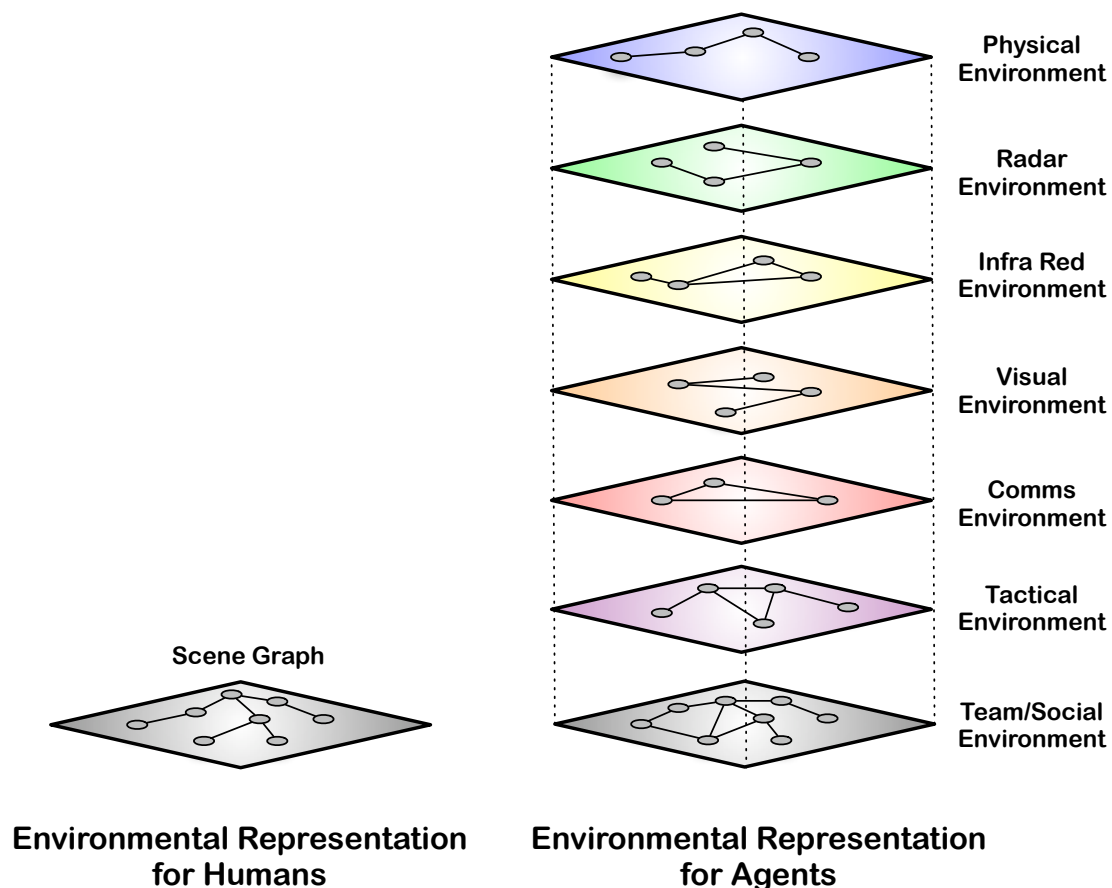 Physical
Environment
Radar
Environment
Infra Red
Environment
Visual
Environment
Comms
Environment
Tactical
Environment
Scene Graph
Team/Social
Environment
Environmental Representation
for Humans
Environmental Representation
for Agents